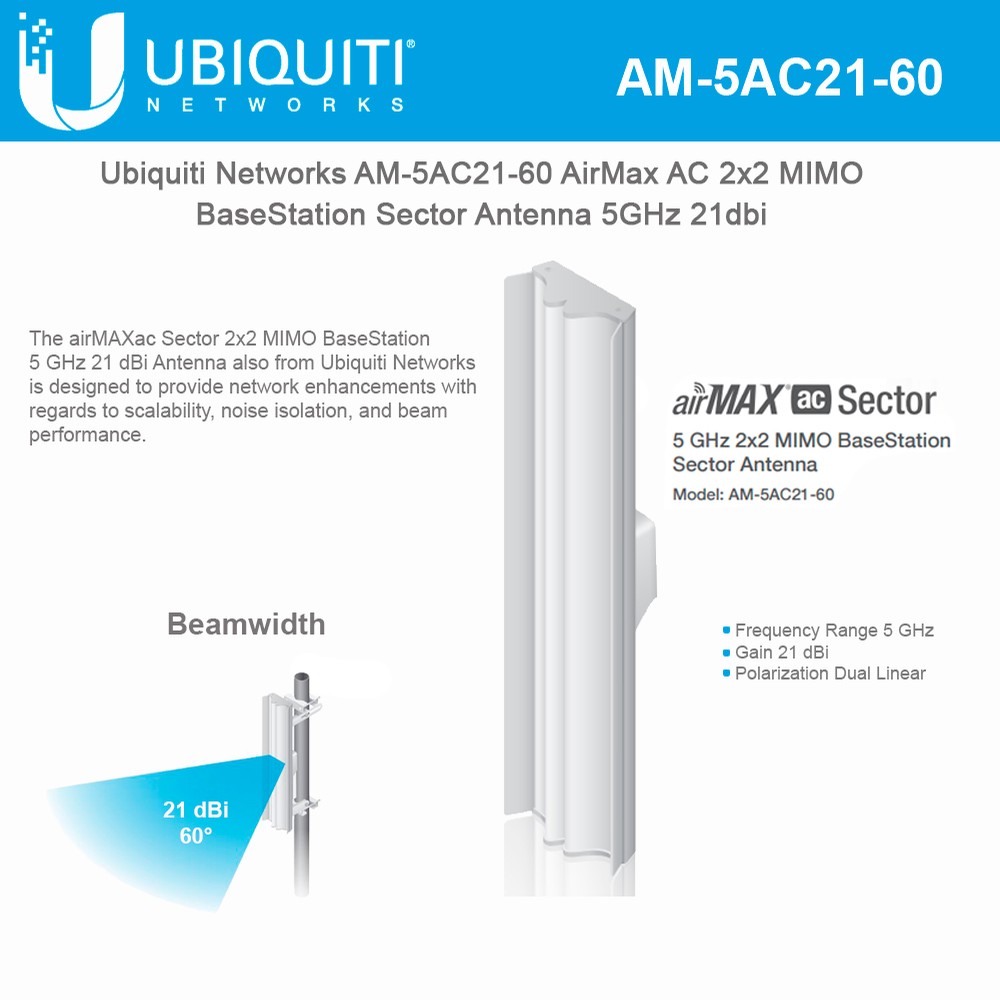 UBIQUITI®
NETWORKS
AM-5AC21-60
Ubiquiti Networks AM-5AC21-60 AirMax AC 2x2 MIMO
BaseStation Sector Antenna 5GHz 21dbi
The airMAXac Sector 2x2 MIMO BaseStation
5 GHz 21 dBi Antenna also from Ubiquiti Networks
is designed to provide network enhancements with
regards to scalability, noise isolation, and beam
performance.
airMAX® ac Sector
5 GHz 2x2 MIMO BaseStation
Sector Antenna
Model: AM-5AC21-60
Beamwidth
21 dBi
60°
Frequency Range 5 GHz
Gain 21 dBi
Polarization Dual Linear